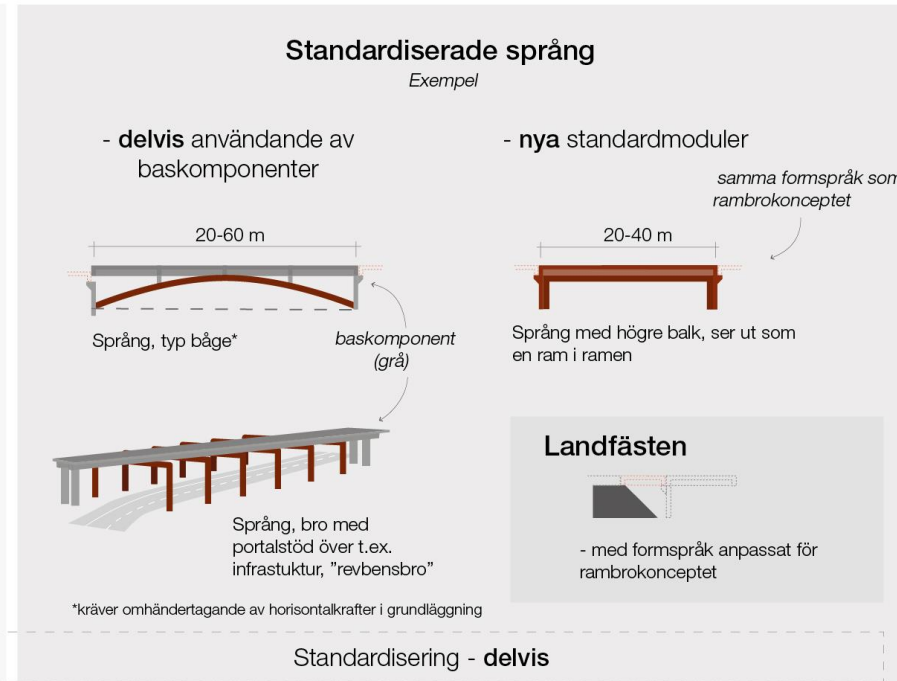 Standardiserade språng
Exempel
- delvis användande av
baskomponenter
20-60 m
Språng, typ båge*
baskomponent
(grå)
Språng, bro med
portalstöd över t.ex.
infrastuktur, ”revbensbro”
*kräver omhändertagande av horisontalkrafter i grundläggning
- nya standardmoduler
samma formspråk som
rambrokonceptet
20-40 m
Språng med högre balk, ser ut som
en ram i ramen
Landfästen
- med formspråk anpassat för
rambrokonceptet
Standardisering - delvis